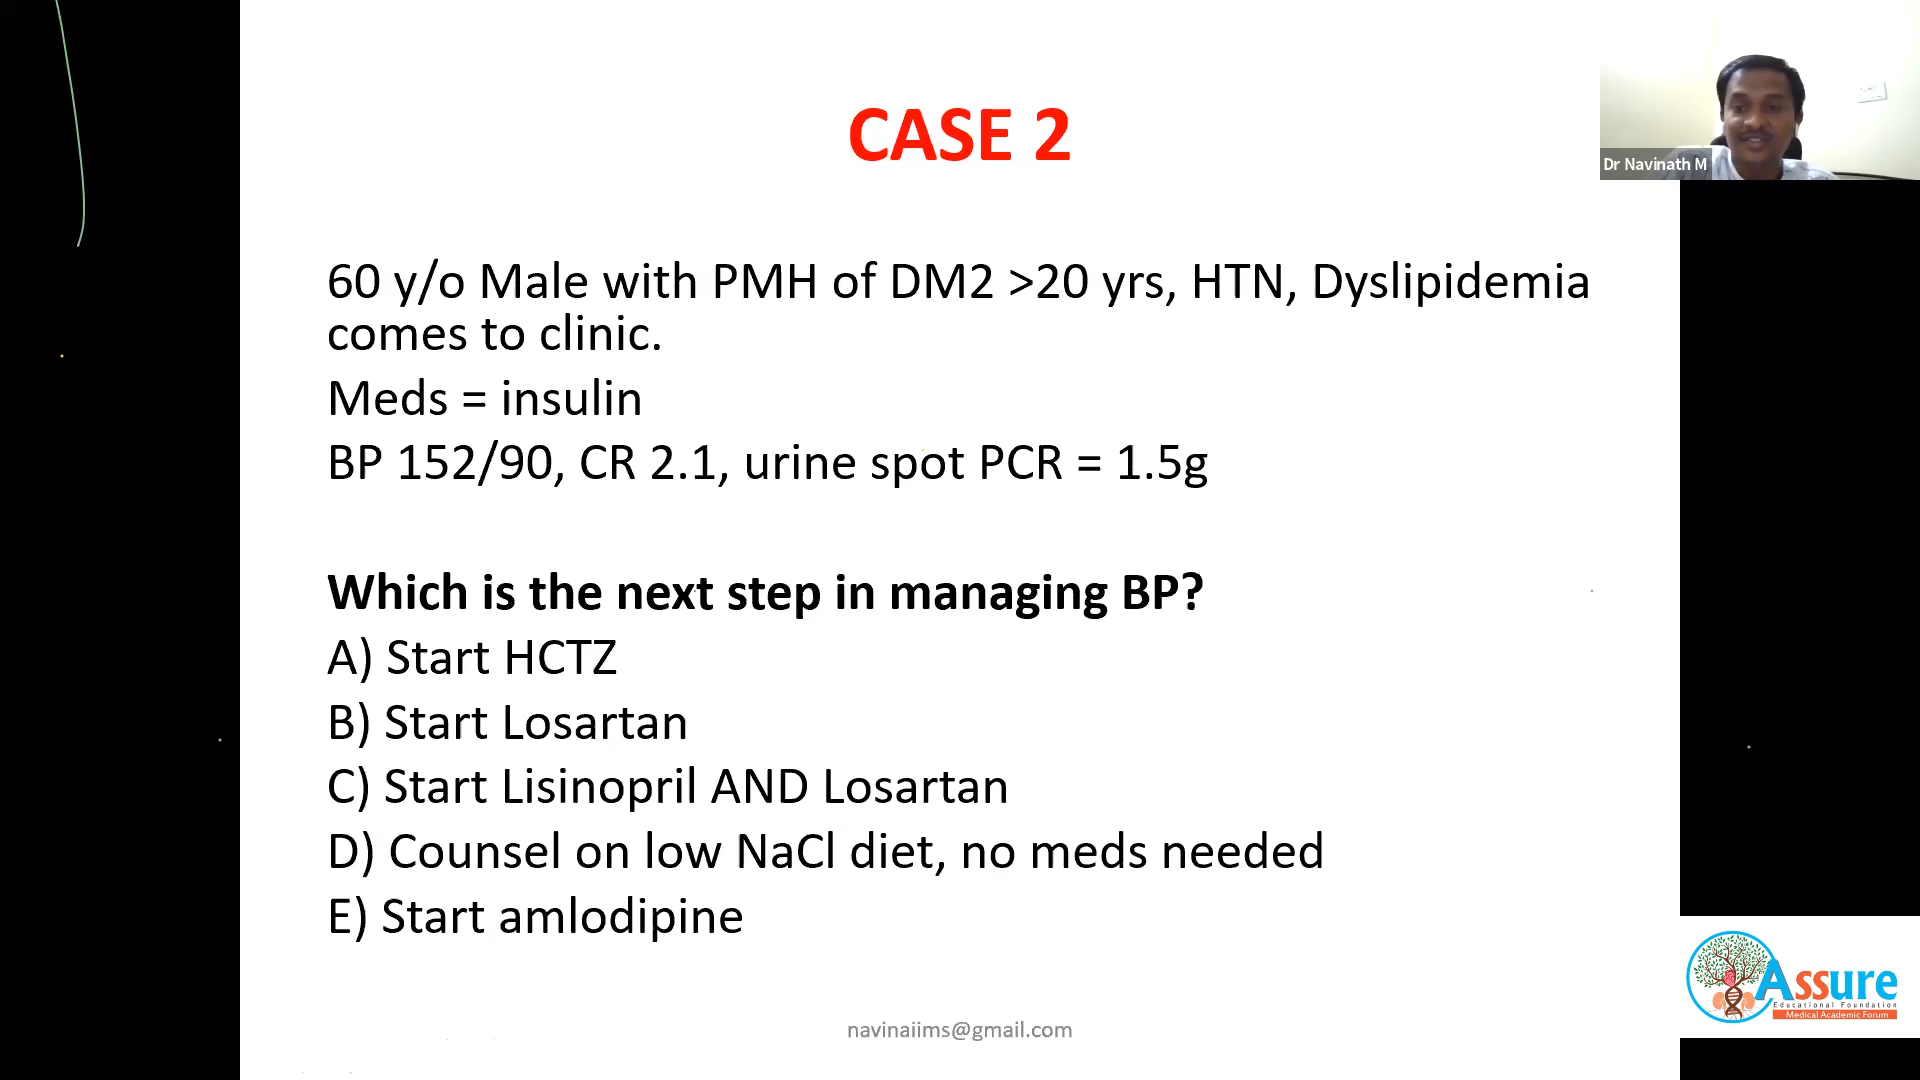 CASE 2
Dr Navinath M
60 y/o Male with PMH of DM2 >20 yrs, HTN, Dyslipidemia
comes to clinic.
Meds = insulin
BP 152/90, CR 2.1, urine spot PCR = 1.5g
Which is the next step in managing BP?
A) Start HCTZ
B) Start Losartan
C) Start Lisinopril AND Losartan
D) Counsel on low NaCl diet, no meds needed
E) Start amlodipine
Assure
Educational Foundation
Medical Academic Forum
navinaiims@gmail.com